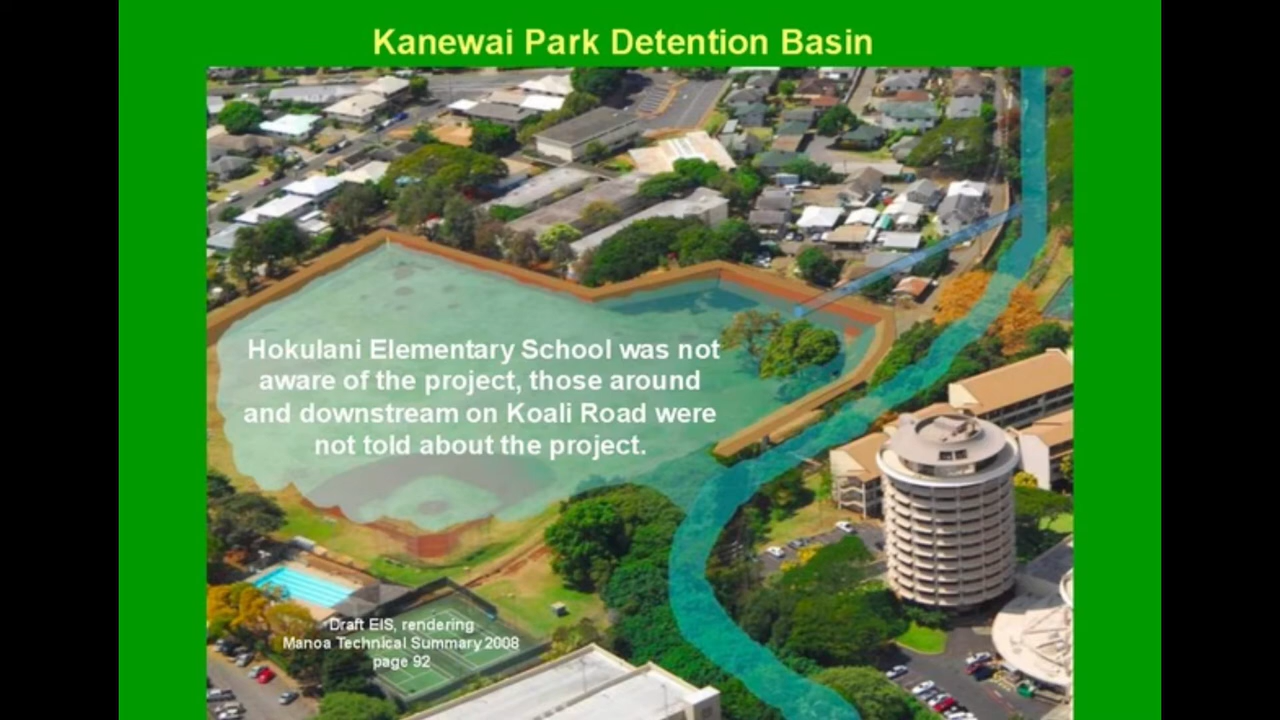 Kanewai Park Detention Basin
Hokulani Elementary School was not
aware of the project, those around
and downstream on Koali Road were
not told about the project.
Draft EIS, rendering
Manoa Technical Summary 2008
page 92